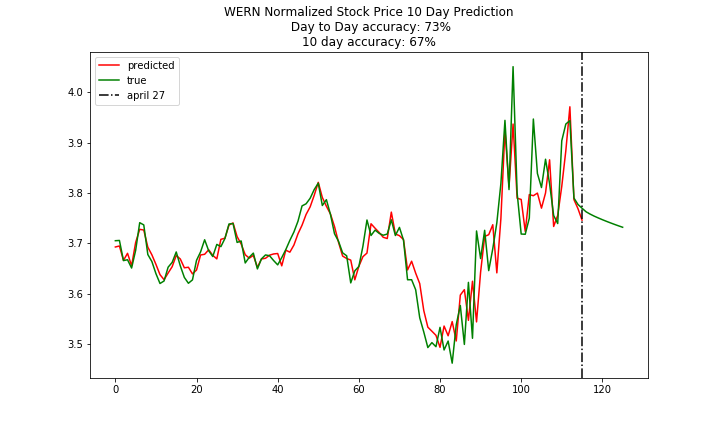 WERN Normalized Stock Price 10 Day Prediction
Day to Day accuracy: 73%
10 day accuracy: 67%
predicted
true
april 27
4.0
3.9
3.8
3.7
3.6
3.5
0 20 40 60 80 100 120